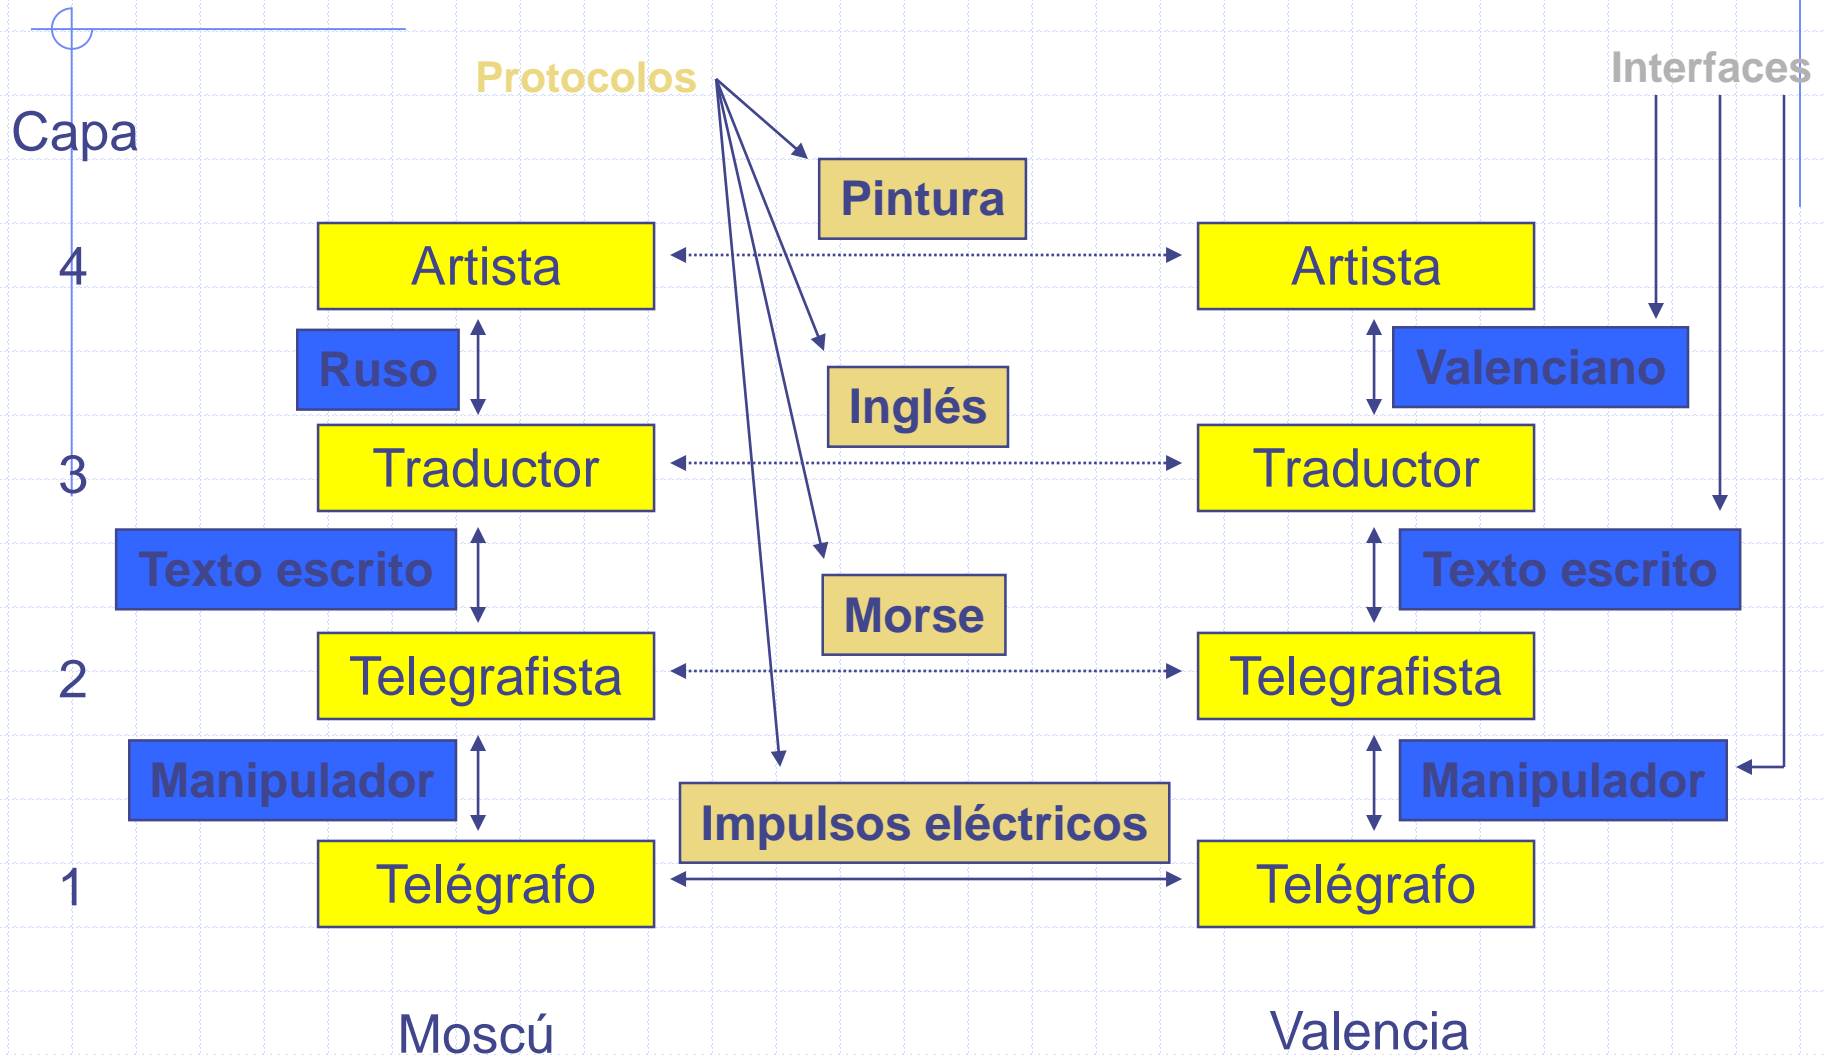 Protocolos
Interfaces
Capa
Pintura
4
Artista
Artista
Ruso
Valenciano
Inglés
3
Traductor
Traductor
Texto escrito
Texto escrito
Morse
2
Telegrafista
Telegrafista
Manipulador
Manipulador
Impulsos eléctricos
1
Telégrafo
Telégrafo
Moscú
Valencia